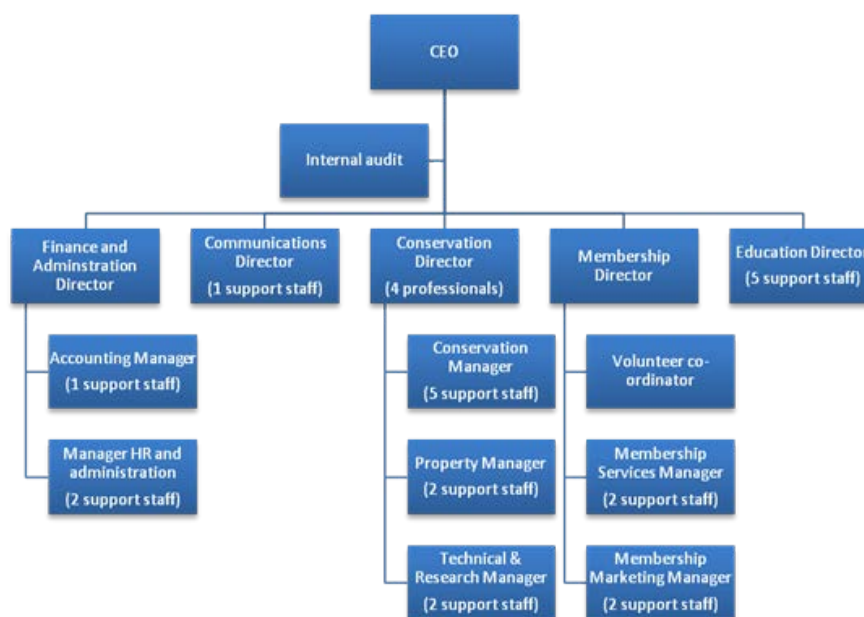 CEO
Internal audit
Finance and
Adminstration
Director
Communications
Director
(1 support staff)
Conservation
Director
(4 professionals)
Membership
Director
Education Director
(5 support staff)
Accounting Manager
(1 support staff)
Conservation
Manager
(5 support staff)
Volunteer co-
ordinator
Manager HR and
administration
(2 support staff)
Property Manager
(2 support staff)
Membership
Services Manager
(2 support staff)
Technical &
Research Manager
(2 support staff)
Membership
Marketing Manager
(2 support staff)